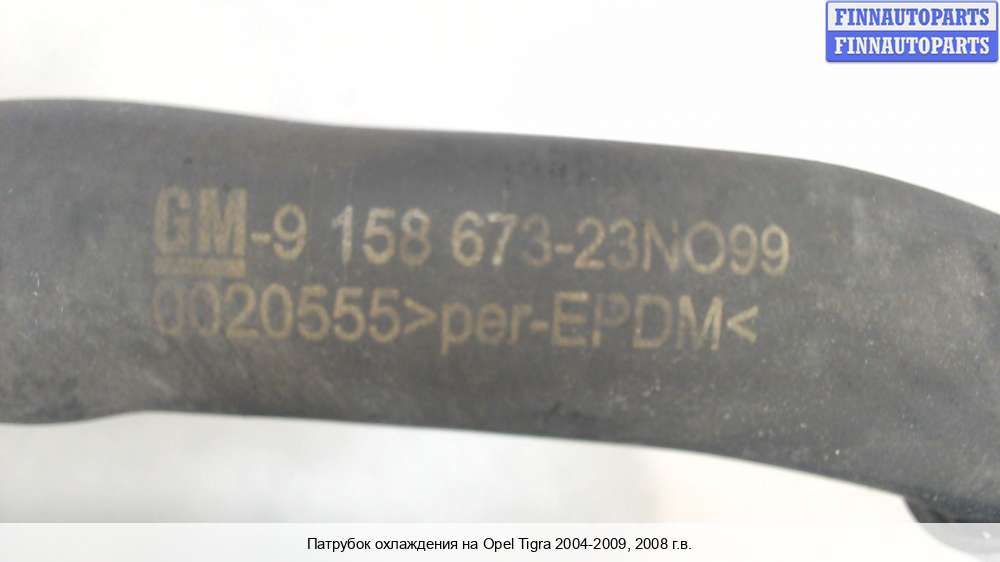 FINNAUTOPARTS
FINNAUTOPARTS
GM-9 158 673-23NO99
0020555>per-EPDM<
Патрубок охлаждения на Opel Tigra 2004-2009, 2008 г.в.